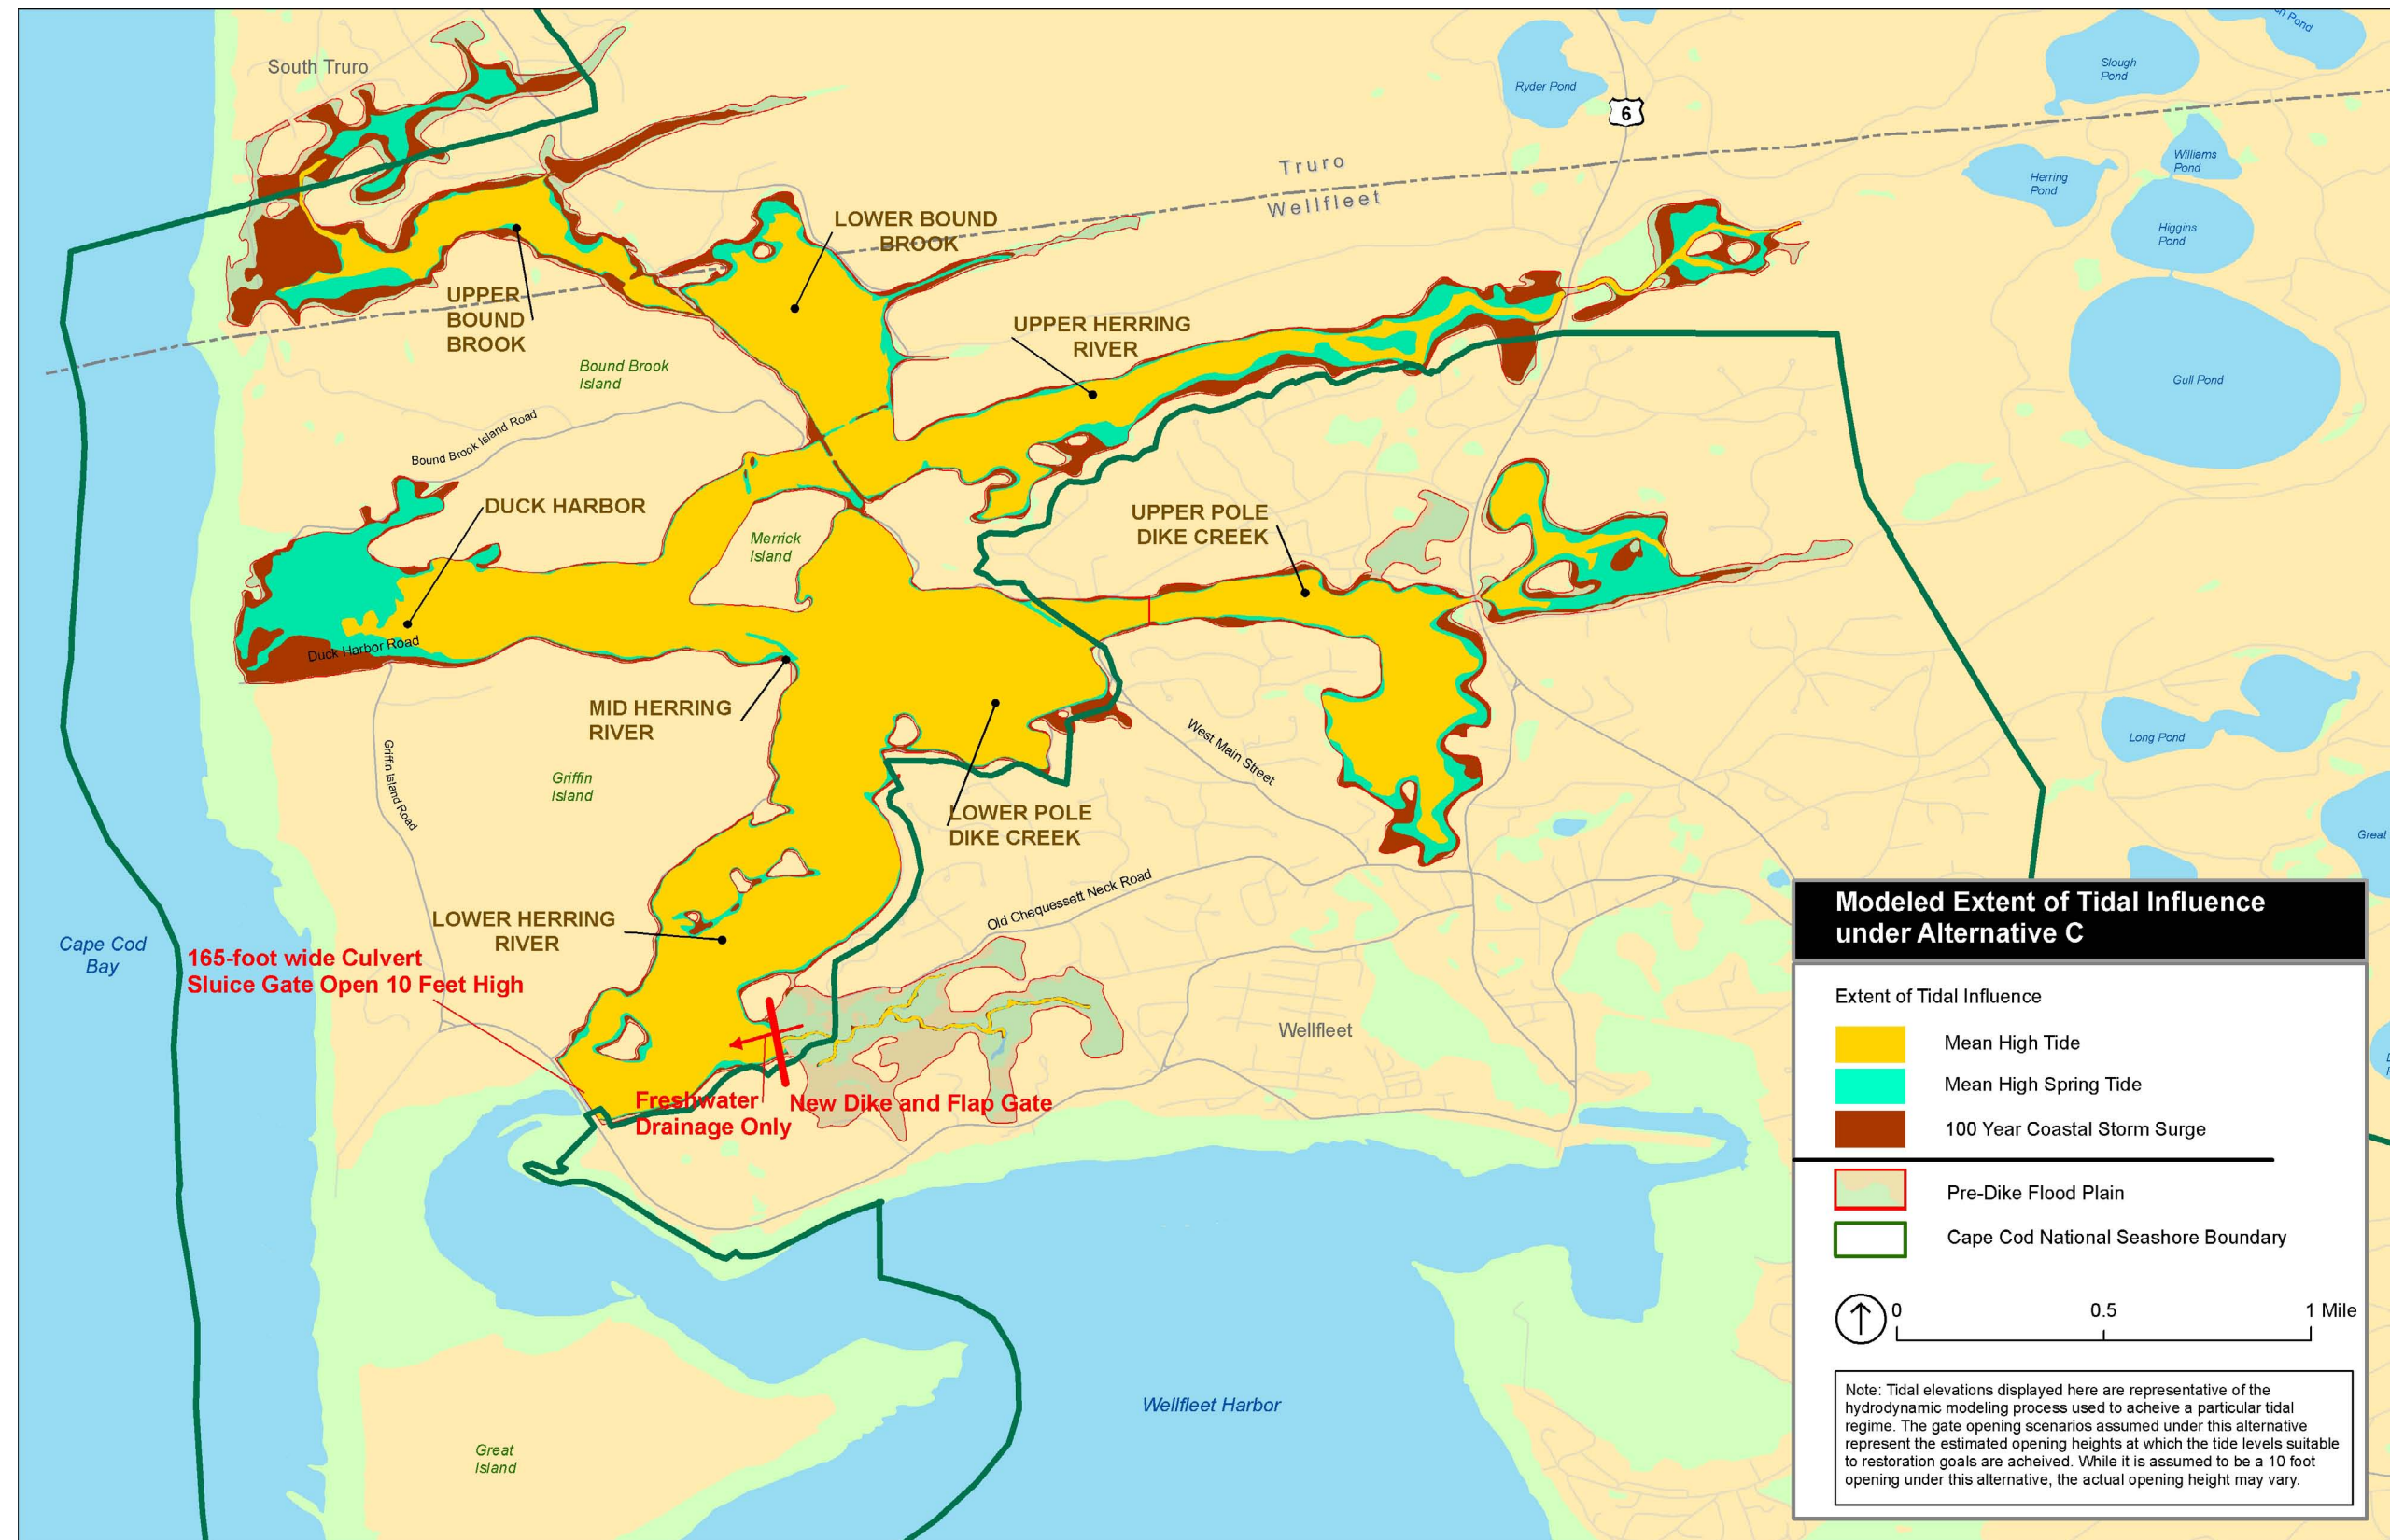 South Truro
Ryder Pond
6
Slough
Pond
Pond
Williams
Pond
Herring
Pond
Higgins
Pond
Gull Pond
Truro
Wellfleet
LOWER BOUND
BROOK
UPPER
BOUND
BROOK
UPPER HERRING
RIVER
Bound Brook
Island
Bound Brook Island Road
DUCK HARBOR
Merrick
Island
UPPER POLE
DIKE CREEK
Duck Harbor Road
MID HERRING
RIVER
Griffin Island Road
Griffin
Island
West Main Street
Long Pond
LOWER POLE
DIKE CREEK
Great
Old Chequessett Neck Road
LOWER HERRING
RIVER
Cape Cod
Bay
165-foot wide Culvert
Sluice Gate Open 10 Feet High
Wellfleet
Freshwater
Drainage Only
New Dike and Flap Gate
Wellfleet Harbor
Great
Island
Modeled Extent of Tidal Influence
under Alternative C
Extent of Tidal Influence
Mean High Tide
Mean High Spring Tide
100 Year Coastal Storm Surge
Pre-Dike Flood Plain
Cape Cod National Seashore Boundary
0 0.5 1 Mile
Note: Tidal elevations displayed here are representative of the
hydrodynamic modeling process used to acheive a particular tidal
regime. The gate opening scenarios assumed under this alternative
represent the estimated opening heights at which the tide levels suitable
to restoration goals are acheived. While it is assumed to be a 10 foot
opening under this alternative, the actual opening height may vary.